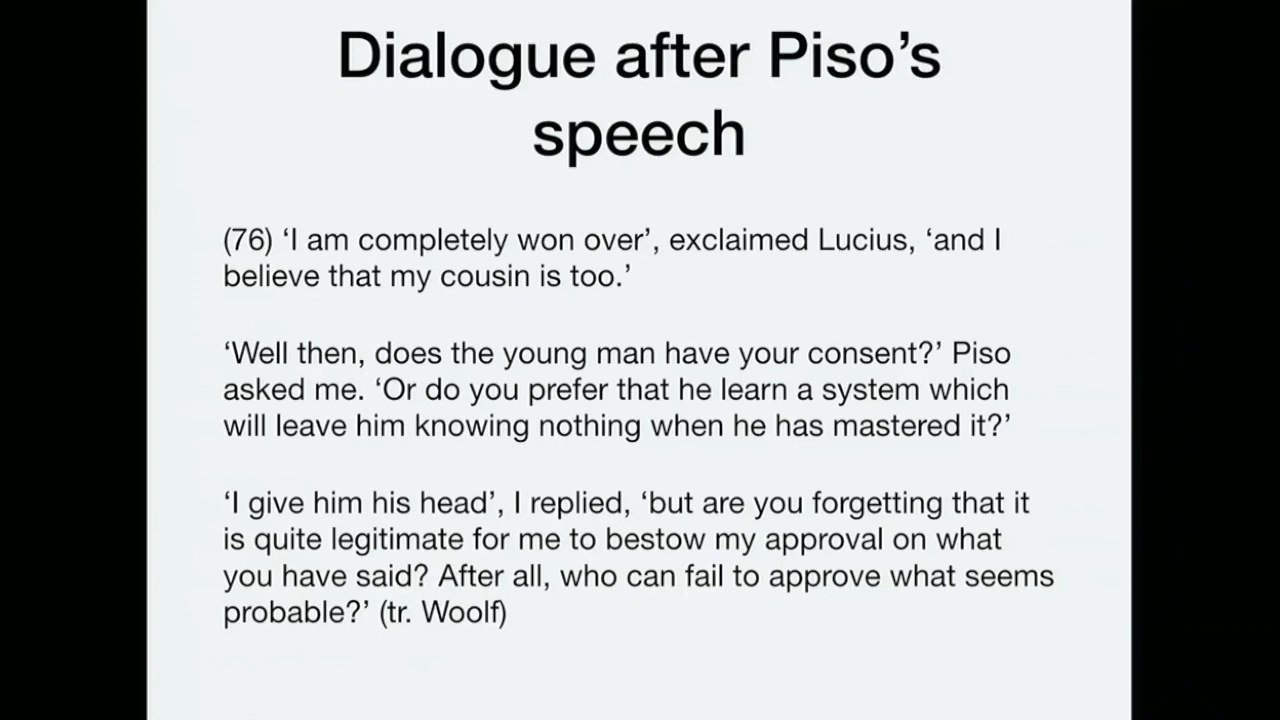 Dialogue after Piso’s
speech
(76) ‘I am completely won over’, exclaimed Lucius, ‘and I
believe that my cousin is too.’
‘Well then, does the young man have your consent?’ Piso
asked me. ‘Or do you prefer that he learn a system which
will leave him knowing nothing when he has mastered it?’
‘I give him his head’, I replied, ‘but are you forgetting that it
is quite legitimate for me to bestow my approval on what
you have said? After all, who can fail to approve what seems
probable?’ (tr. Woolf)